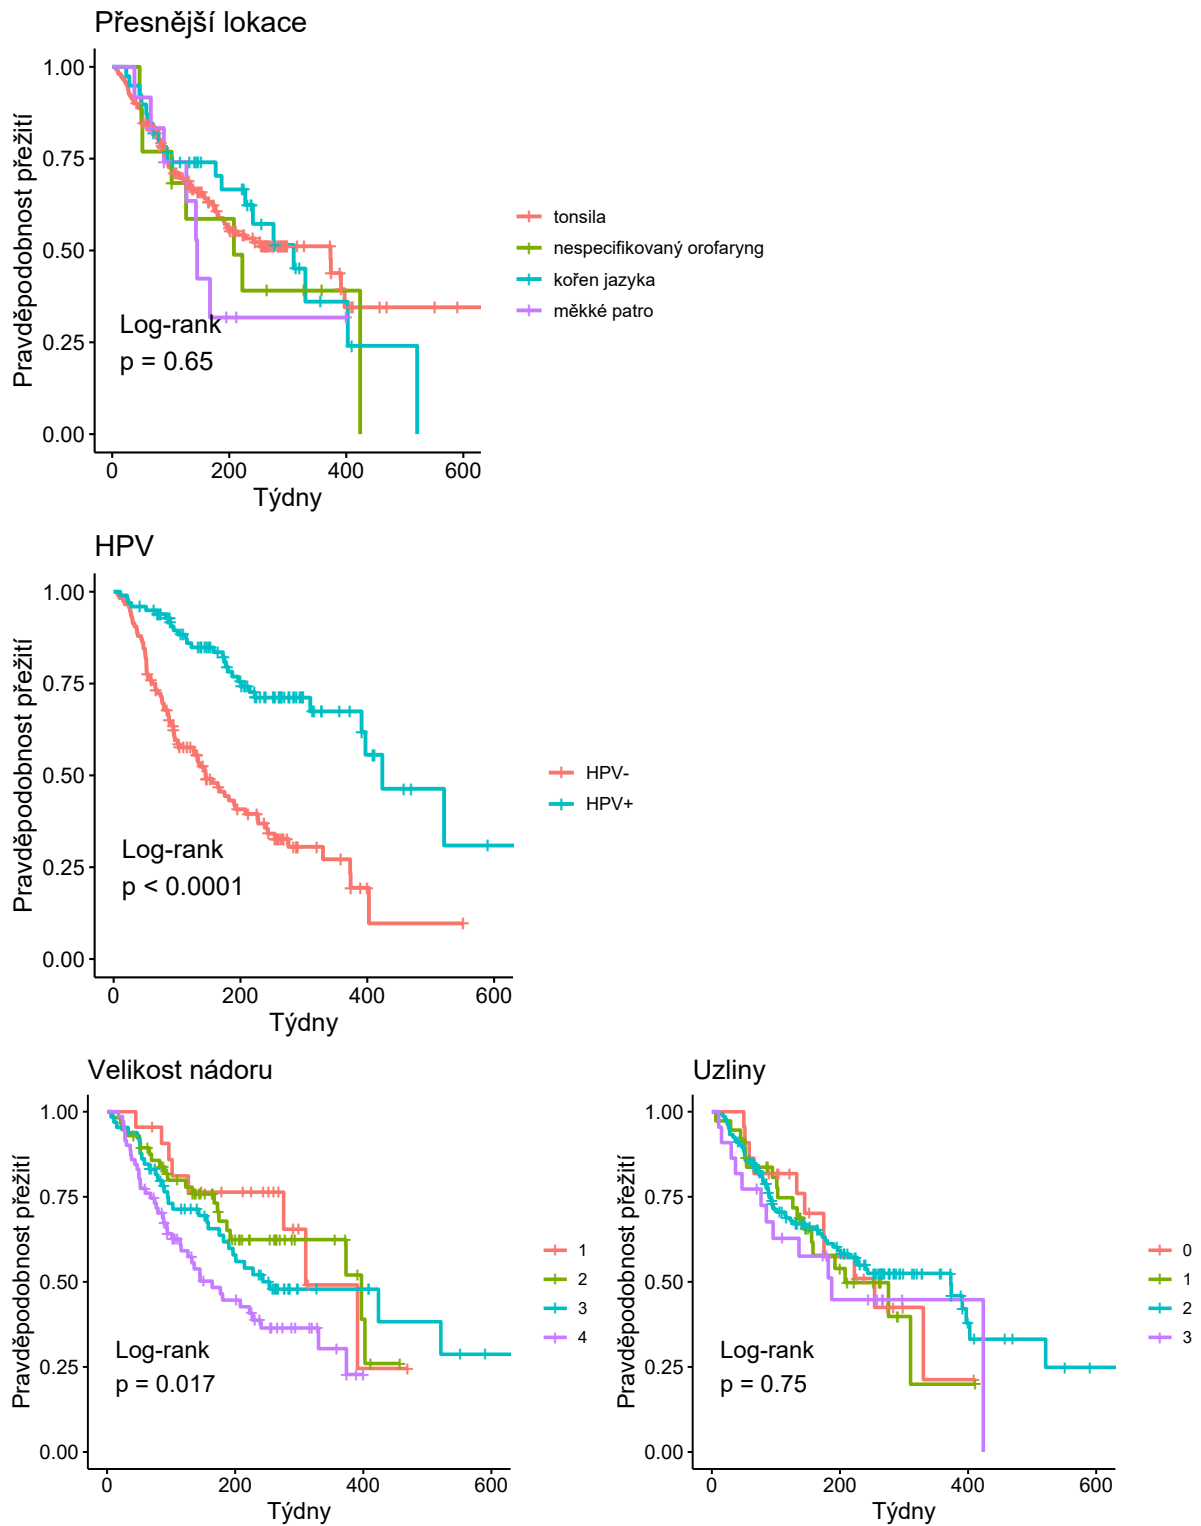 Přesnější lokace
Pravděpodobnost přežití
1.00
0.75
0.50
0.25
0.00
Log-rank
p = 0.65
0 200 400 600
Týdny
tonsila
nespecifikovaný orofaryng
kořen jazyka
měkké patro
HPV
Pravděpodobnost přežití
1.00
0.75
0.50
0.25
0.00
Log-rank
p < 0.0001
0 200 400 600
Týdny
HPV-
HPV+
Velikost nádoru
Pravděpodobnost přežití
1.00
0.75
0.50
0.25
0.00
Log-rank
p = 0.017
0 200 400 600
Týdny
1
2
3
4
Uzliny
Pravděpodobnost přežití
1.00
0.75
0.50
0.25
0.00
Log-rank
p = 0.75
0 200 400 600
Týdny
0
1
2
3